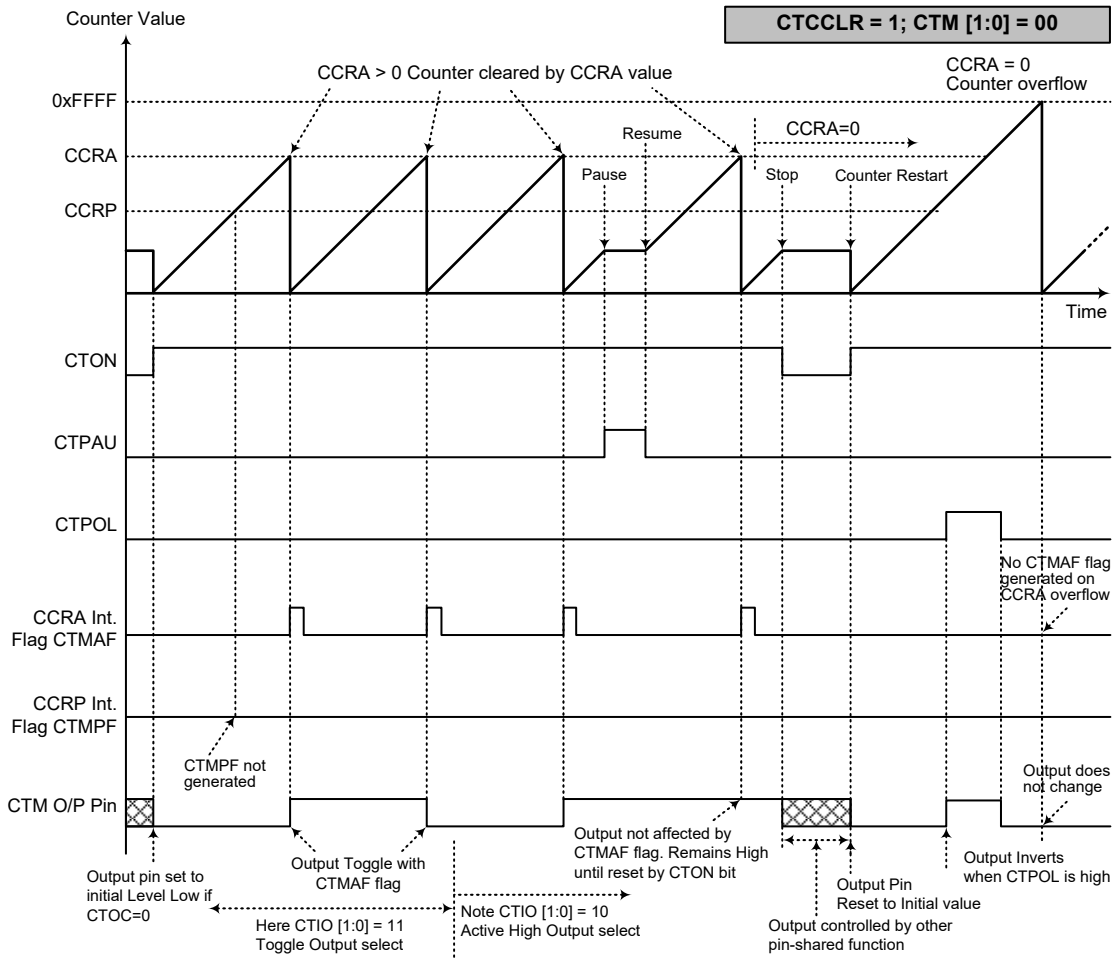 Counter Value
CTCCLR = 1; CTM [1:0] = 00
CCRA > 0 Counter cleared by CCRA value
CCRA = 0
Counter overflow
0xFFFF
Resume
CCRA=0
CCRA
Pause
Stop
Counter Restart
CCRP
Time
CTON
CTPAU
CTPOL
No CTMAF flag
generated on
CCRA overflow
CCRA Int.
Flag CTMAF
CCRP Int.
Flag CTMPF
CTMPF not
generated
Output does
not change
CTM O/P Pin
Output pin set to
initial Level Low if
CTOC=0
Output Toggle with
CTMAF flag
Output not affected by
CTMAF flag. Remains High
until reset by CTON bit
Output Inverts
when CTPOL is high
Output Pin
Reset to Initial value
Here CTIO [1:0] = 11
Toggle Output select
Note CTIO [1:0] = 10
Active High Output select
Output controlled by other
pin-shared function